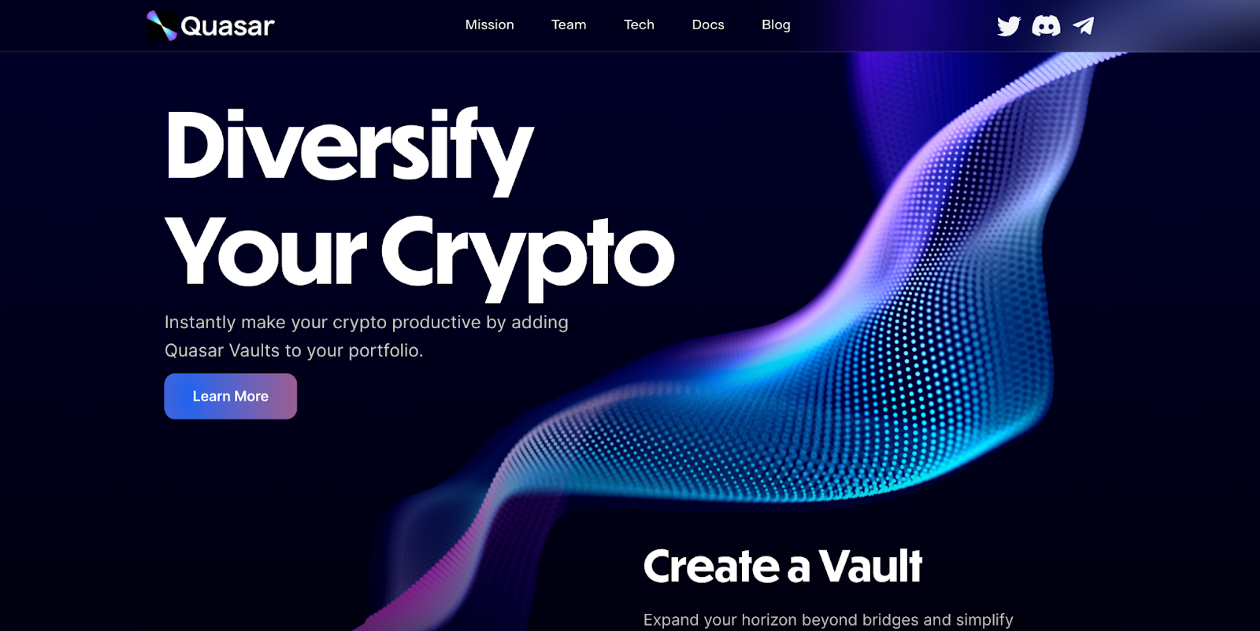 Quasar
Mission Team Tech Docs Blog
Diversify
Your Crypto
Instantly make your crypto productive by adding
Quasar Vaults to your portfolio.
Learn More
Create a Vault
Expand your horizon beyond bridges and simplify